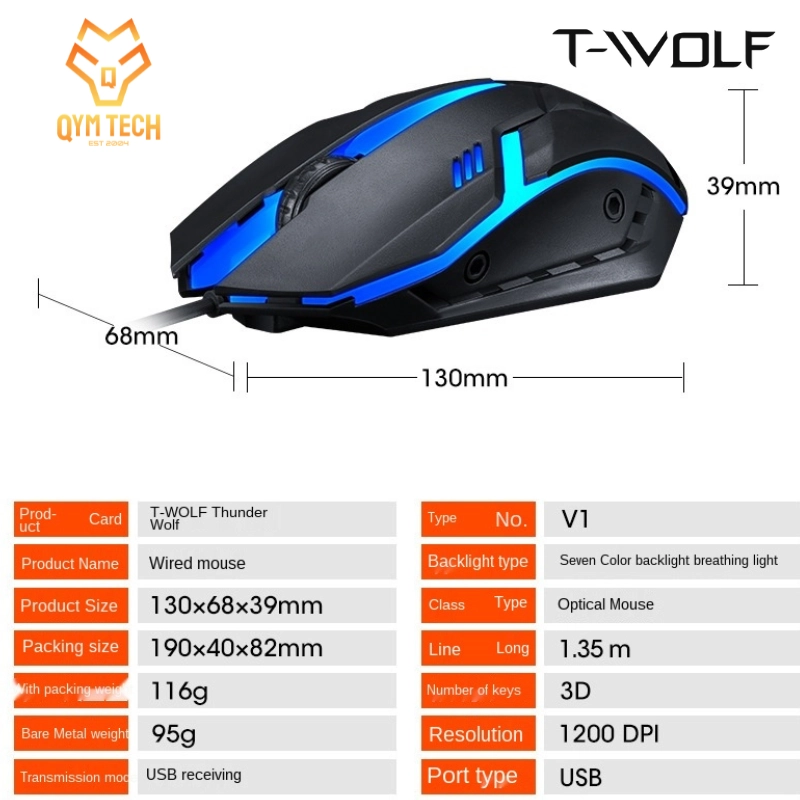 QYM TECH
EST 2024
Q
T-WOLF
39mm
68mm
130mm
Prod-
uct Card
T-WOLF Thunder
Wolf
Product Name
Wired mouse
Product Size
130×68×39mm
Packing size
190×40×82mm
With packing weigh
116g
Bare Metal weight
95g
Transmission mod
USB receiving
Type No.
V1
Backlight type
Seven Color backlight breathing light
Class Type
Optical Mouse
Line Long
1.35 m
Number of keys
3D
Resolution
1200 DPI
Port type
USB